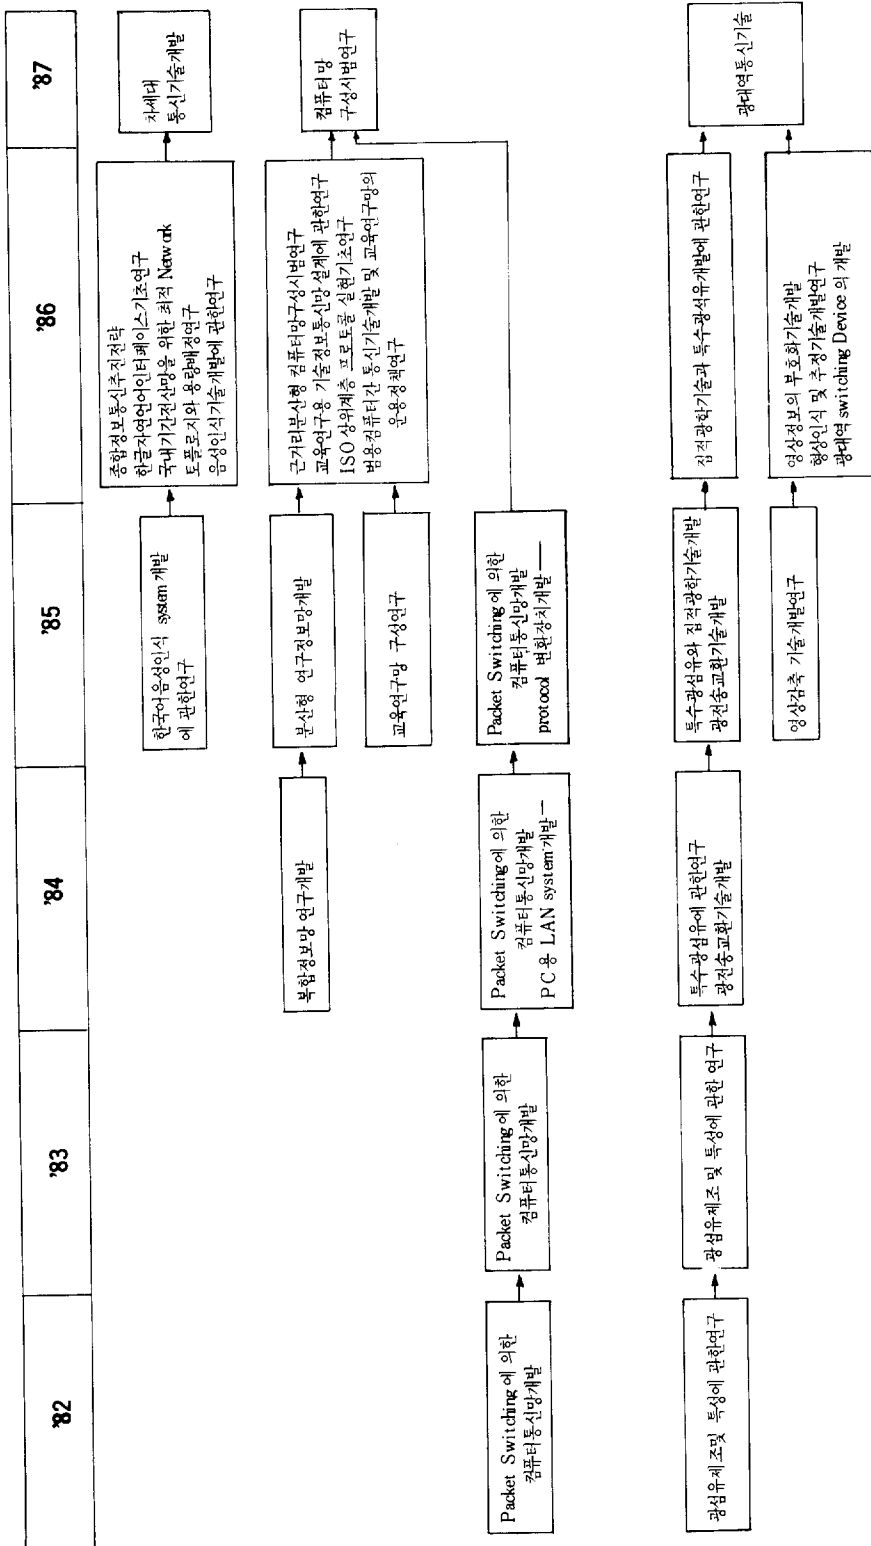 '82
'83
'84
'85
'86
'87
한국어음성인식 system 개발
에 관한연구
종합정보통신추진전략
한글자연언어인터페이스기초연구
국내기간전산망을 위한 최적 Network
토플로지와 용량배정연구
음성인식기술개발에 관한연구
차세대
통신기술개발
복합정보망 연구개발
분산형 연구정보망개발
교육연구망 구성연구
근거리분산형 컴퓨터망구성시범연구
교육연구용 기술정보통신망 설계에 관한연구
ISO 상위계층 프로토콜 실현기초연구
범용컴퓨터간 통신기술개발 및 교육연구망의
운용정책연구
컴퓨터망
구성시범연구
Packet Switching에 의한
컴퓨터통신망개발
Packet Switching에 의한
컴퓨터통신망개발
Packet Switching에 의한
컴퓨터통신망개발
PC용 LAN system개발—
Packet Switching에 의한
컴퓨터통신망개발
protocol 변환장치개발—
광섬유제조및 특성에 관한연구
광섬유제조 및 특성에 관한 연구
특수광섬유에 관한연구
광전송교환기술개발
특수광섬유와 집적광학기술개발
광전송교환기술개발
집적광학기술과 특수광섬유개발에 관한연구
영상감축 기술개발연구
영상정보의 부호화기술개발
형상인식 및 추정기술개발연구
광대역 switching Device 의 개발
광대역통신기술